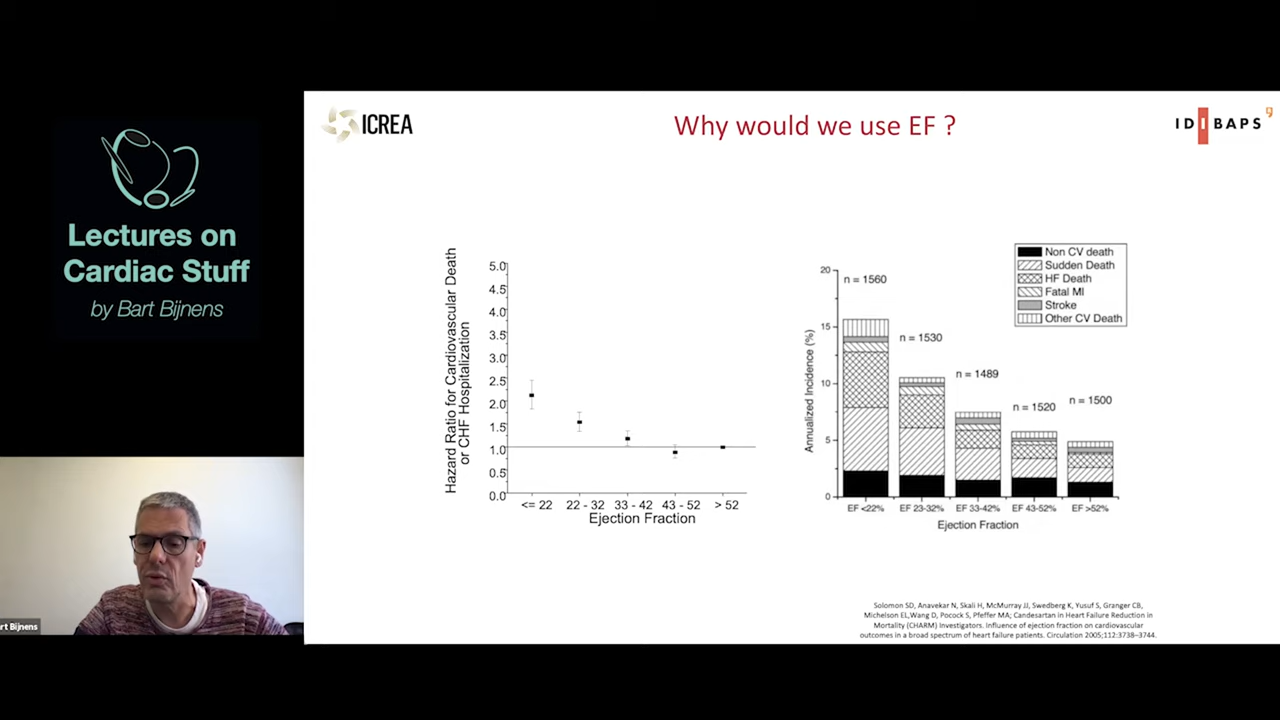 Lectures on
Cardiac Stuff
by Bart Bijnens
rt Bijnens
ICREA
Why would we use EF ?
IDIBAPS
Hazard Ratio for Cardiovascular Death
or CHF Hospitalization
5.0
4.5
4.0
3.5
3.0
2.5
2.0
1.5
1.0
0.5
0.0
<= 22
22 - 32
33 - 42
43 - 52
> 52
Ejection Fraction
Annualized Incidence (%)
20
15
10
5
0
n = 1560
n = 1530
n = 1489
n = 1520
n = 1500
Non CV death
Sudden Death
HF Death
Fatal MI
Stroke
Other CV Death
EF <22%
EF 23-32%
EF 33-42%
EF 43-52%
EF >52%
Ejection Fraction
Solomon SD, Anavekar N, Skali H, McMurray JJ, Swedberg K, Yusuf S, Granger CB,
Michelson EL,Wang D, Pocock S, Pfeffer MA; Candesartan in Heart Failure Reduction in
Mortality (CHARM) Investigators. Influence of ejection fraction on cardiovascular
outcomes in a broad spectrum of heart failure patients. Circulation 2005;112:3738–3744.